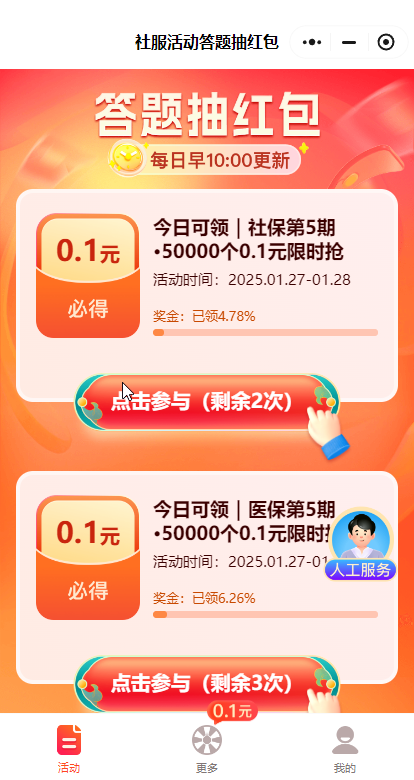 社服活动答题抽红包
答题抽红包
每日早10:00更新
0.1元
必得
今日可领｜社保第5期
•50000个0.1元限时抢
活动时间：2025.01.27-01.28
奖金：已领4.78%
点击参与（剩余2次）
0.1元
必得
今日可领｜医保第5期
•50000个0.1元限时
活动时间：2025.01.27-01
人工服务
奖金：已领6.26%
点击参与（剩余3次）
0.1元
活动
更多
我的